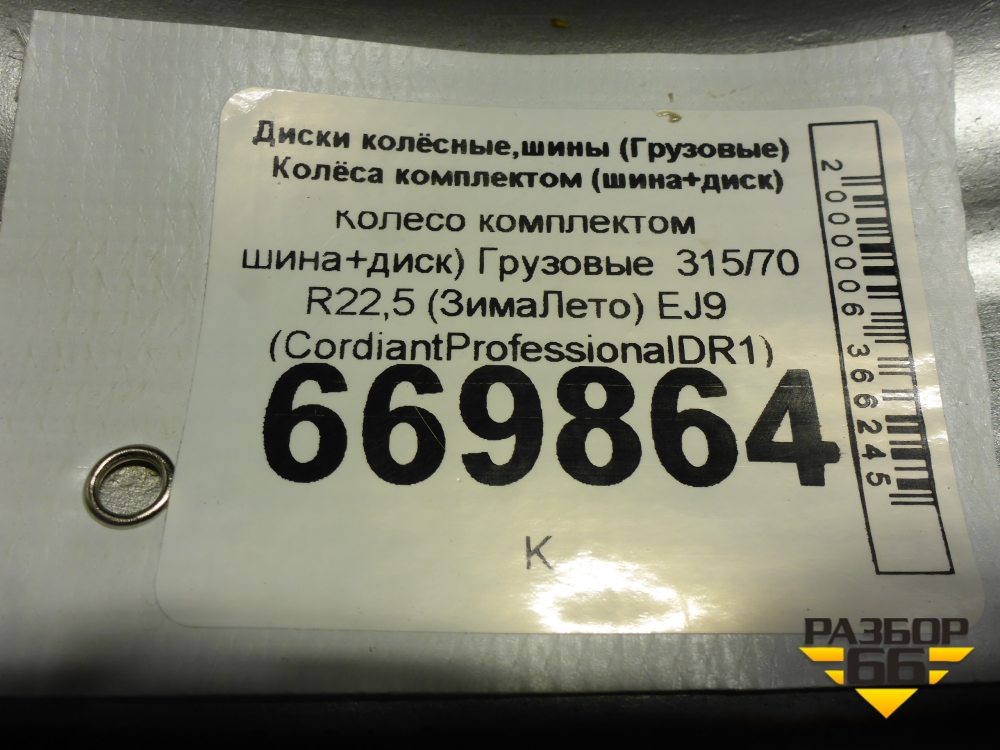 Диски колёсные,шины (Грузовые)
Колёса комплектом (шина+диск)
Колесо комплектом
шина+диск) Грузовые 315/70
R22,5 (ЗимаЛето) EJ9
(CordiantProfessionalDR1)
669864
К
2000006366245
РАЗБОР
66